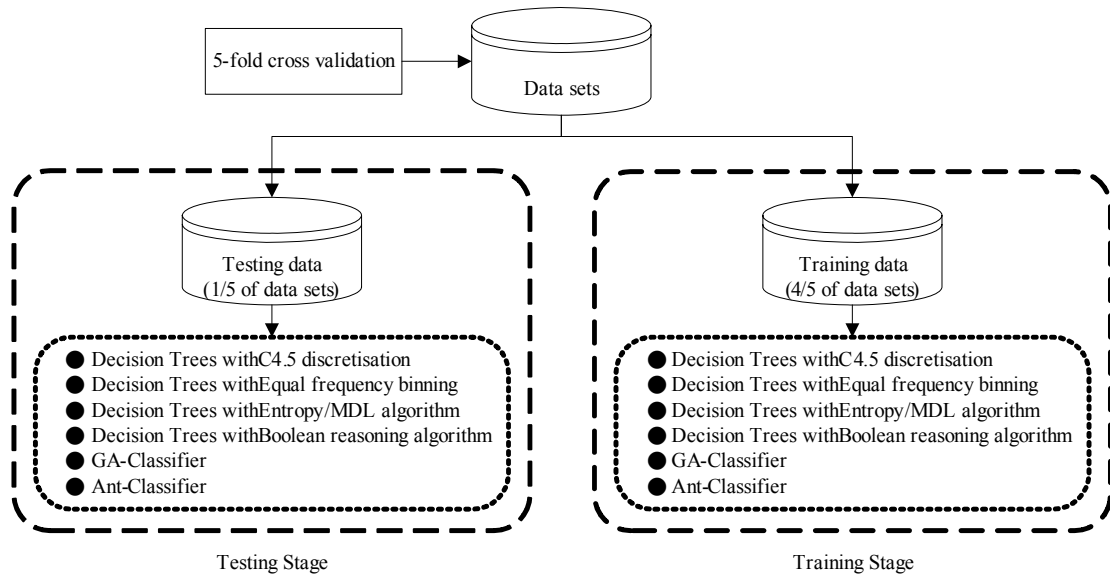 5-fold cross validation
Data sets
Testing data
(1/5 of data sets)
Decision Trees withC4.5 discretisation
Decision Trees withEqual frequency binning
Decision Trees withEntropy/MDL algorithm
Decision Trees withBoolean reasoning algorithm
GA-Classifier
Ant-Classifier
Testing Stage
Training data
(4/5 of data sets)
Decision Trees withC4.5 discretisation
Decision Trees withEqual frequency binning
Decision Trees withEntropy/MDL algorithm
Decision Trees withBoolean reasoning algorithm
GA-Classifier
Ant-Classifier
Training Stage